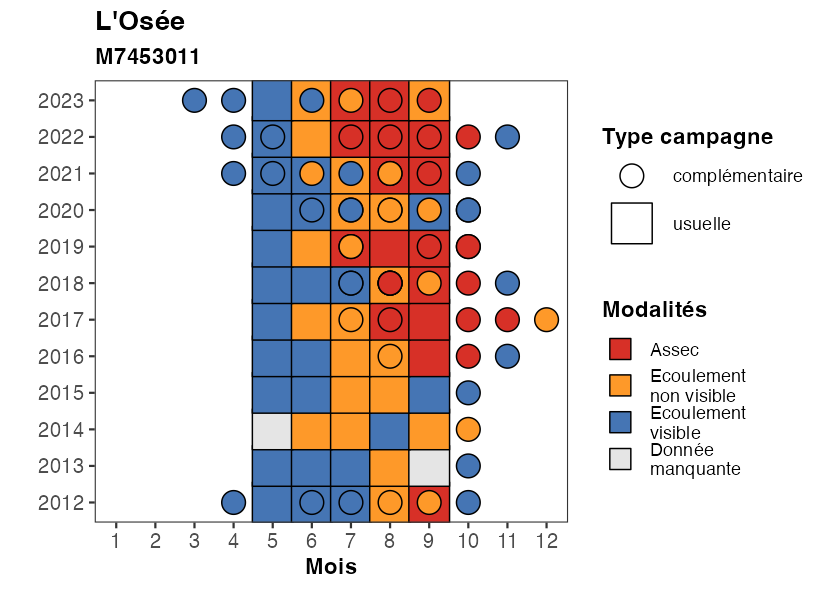 L'Osée
M7453011
2023
2022
2021
2020
2019
2018
2017
2016
2015
2014
2013
2012
1 2 3 4 5 6 7 8 9 10 11 12
Mois
Type campagne
complémentaire
usuelle
Modalités
Assec
Ecoulement
non visible
Ecoulement
visible
Donnée
manquante